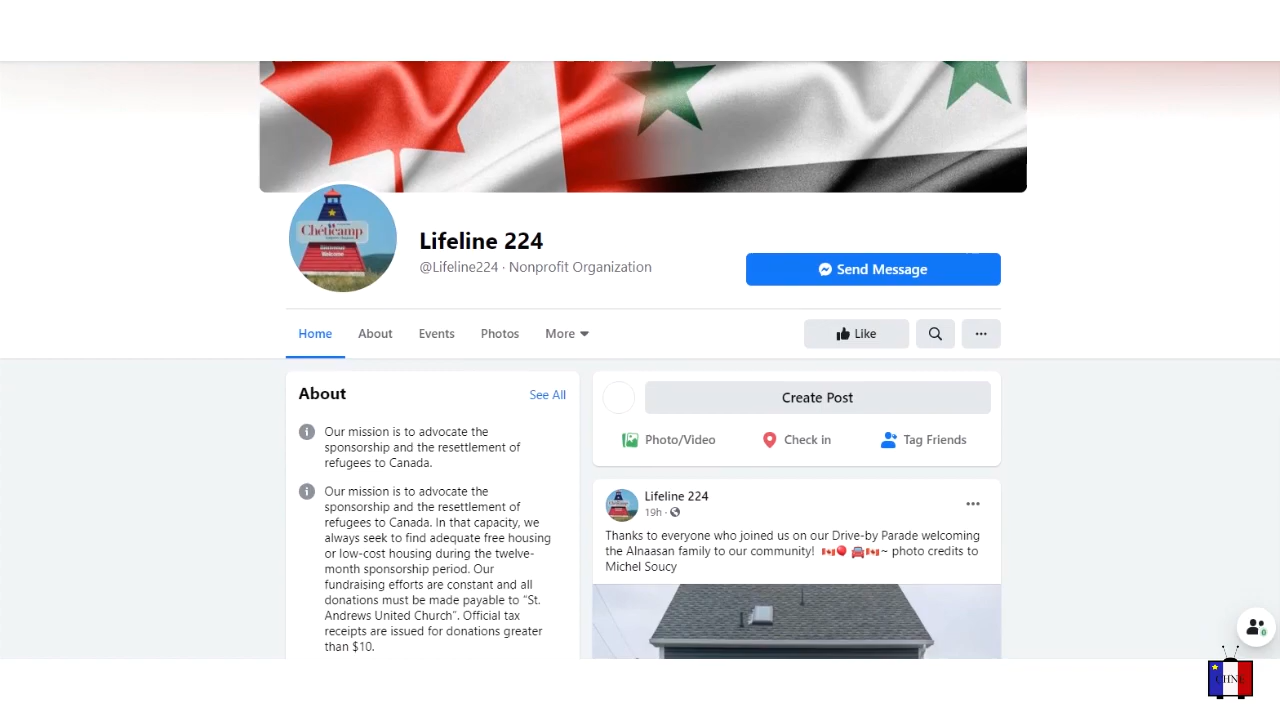 Chéticamp
Bienvenue
Welcome
Lifeline 224
@Lifeline224 · Nonprofit Organization
Send Message
Home
About
Events
Photos
More
Like
About
See All
Our mission is to advocate the
sponsorship and the resettlement of
refugees to Canada.
Our mission is to advocate the
sponsorship and the resettlement of
refugees to Canada. In that capacity, we
always seek to find adequate free housing
or low-cost housing during the twelve-
month sponsorship period. Our
fundraising efforts are constant and all
donations must be made payable to “St.
Andrews United Church”. Official tax
receipts are issued for donations greater
than $10.
Create Post
Photo/Video
Check in
Tag Friends
Lifeline 224
19h ·
Thanks to everyone who joined us on our Drive-by Parade welcoming
the Alnaasan family to our community! 🇨🇦🎈 🚘🇨🇦~ photo credits to
Michel Soucy
0
CHNE